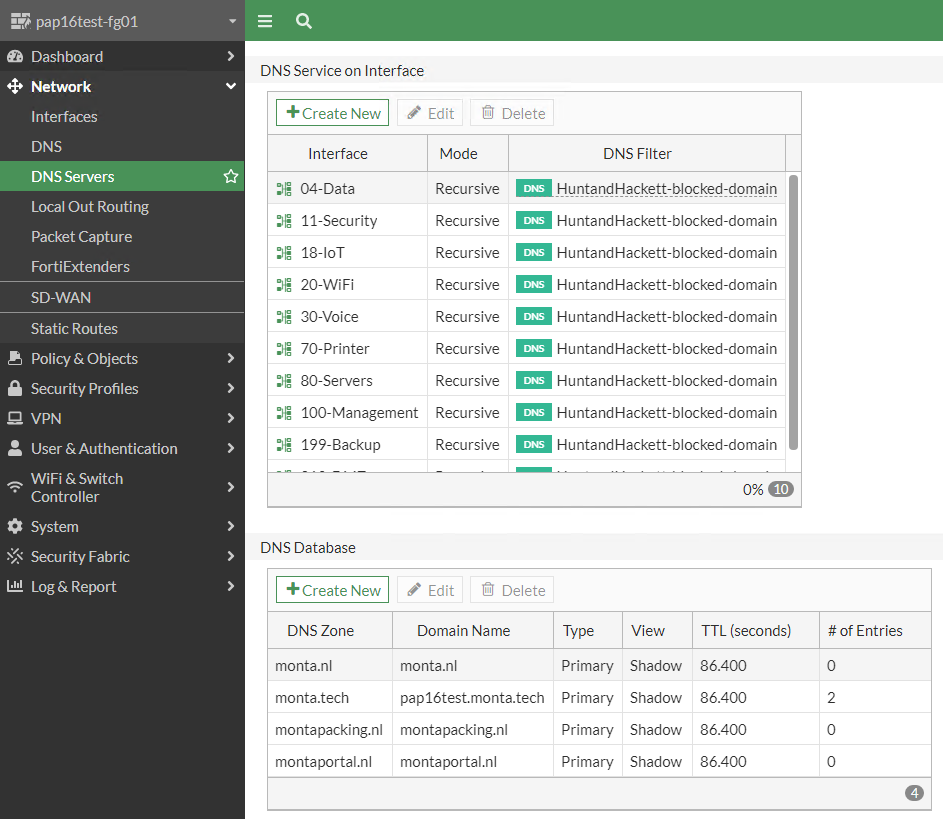 pap16test-fg01
Dashboard
Network
Interfaces
DNS
DNS Servers
Local Out Routing
Packet Capture
FortiExtenders
SD-WAN
Static Routes
Policy & Objects
Security Profiles
VPN
User & Authentication
WiFi & Switch
Controller
System
Security Fabric
Log & Report
DNS Service on Interface
Create New Edit Delete
Interface Mode DNS Filter
04-Data Recursive DNS HuntandHackett-blocked-domain
11-Security Recursive DNS HuntandHackett-blocked-domain
18-IoT Recursive DNS HuntandHackett-blocked-domain
20-WiFi Recursive DNS HuntandHackett-blocked-domain
30-Voice Recursive DNS HuntandHackett-blocked-domain
70-Printer Recursive DNS HuntandHackett-blocked-domain
80-Servers Recursive DNS HuntandHackett-blocked-domain
100-Management Recursive DNS HuntandHackett-blocked-domain
199-Backup Recursive DNS HuntandHackett-blocked-domain
0% 10
DNS Database
Create New Edit Delete
DNS Zone Domain Name Type View TTL (seconds) # of Entries
monta.nl monta.nl Primary Shadow 86.400 0
monta.tech pap16test.monta.tech Primary Shadow 86.400 2
montapacking.nl montapacking.nl Primary Shadow 86.400 0
montaportal.nl montaportal.nl Primary Shadow 86.400 0
4